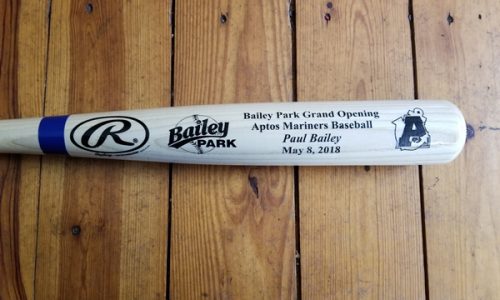 R
Bailey
PARK
Bailey Park Grand Opening
Aptos Mariners Baseball
Paul Bailey
May 8, 2018
A